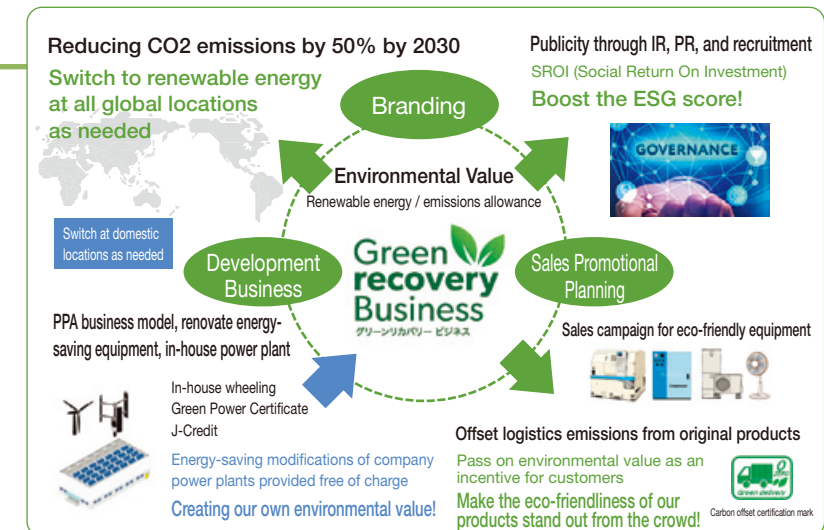 Reducing CO2 emissions by 50% by 2030
Switch to renewable energy
at all global locations
as needed
Switch at domestic
locations as needed
Branding
Publicity through IR, PR, and recruitment
SROI (Social Return On Investment)
Boost the ESG score!
GOVERNANCE
Environmental Value
Renewable energy / emissions allowance
Development
Business
Green
recovery
Business
グリーンリカバリー ビジネス
Sales Promotional
Planning
PPA business model, renovate energy-
saving equipment, in-house power plant
In-house wheeling
Green Power Certificate
J-Credit
Energy-saving modifications of company
power plants provided free of charge
Creating our own environmental value!
Sales campaign for eco-friendly equipment
Offset logistics emissions from original products
Pass on environmental value as an
incentive for customers
Make the eco-friendliness of our
products stand out from the crowd!
Green delivery
Carbon offset certification mark